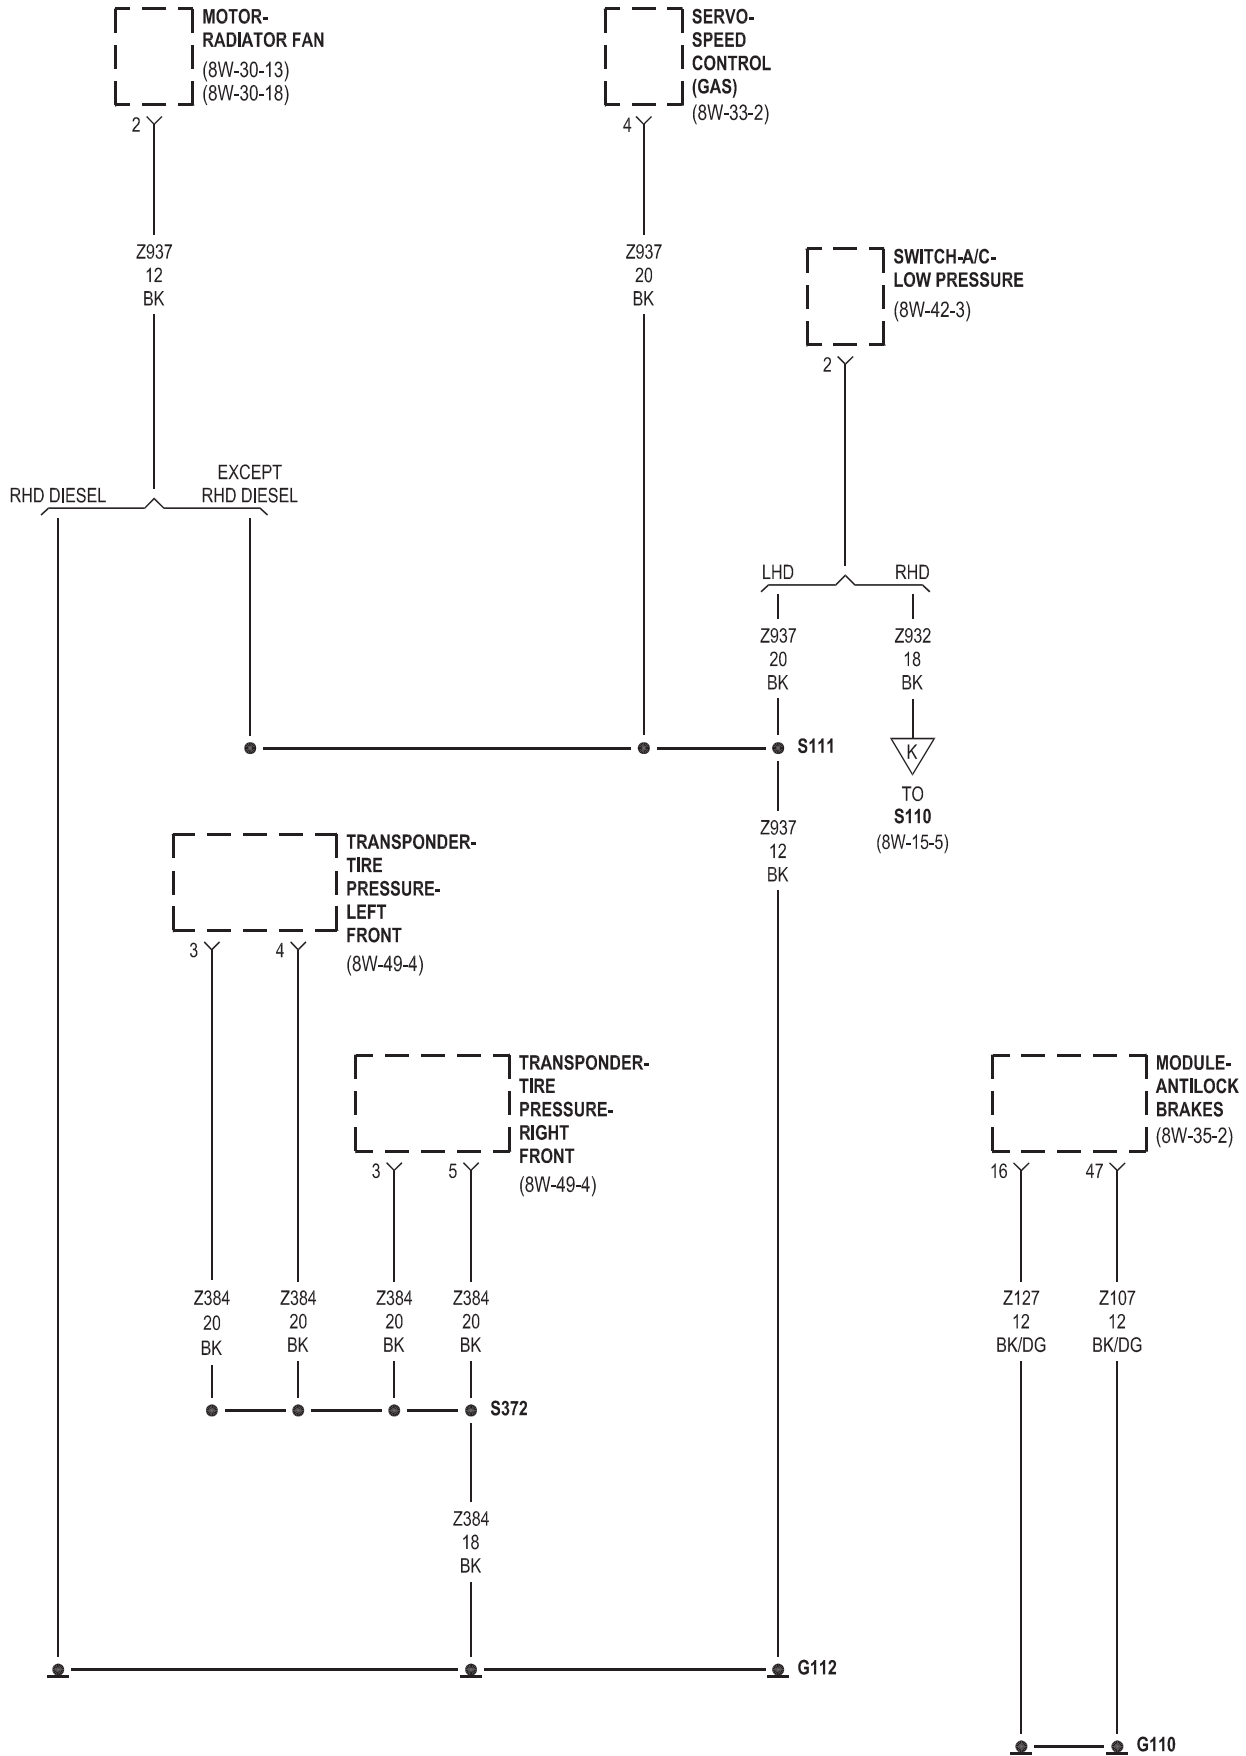 MOTOR-
RADIATOR FAN
(8W-30-13)
(8W-30-18)
2
Z937
12
BK
RHD DIESEL
EXCEPT
RHD DIESEL
SERVO-
SPEED
CONTROL
(GAS)
(8W-33-2)
4
Z937
20
BK
SWITCH-A/C-
LOW PRESSURE
(8W-42-3)
2
LHD
RHD
Z937
20
BK
Z932
18
BK
S111
K
TO
S110
(8W-15-5)
Z937
12
BK
TRANSPONDER-
TIRE
PRESSURE-
LEFT
FRONT
(8W-49-4)
3
4
TRANSPONDER-
TIRE
PRESSURE-
RIGHT
FRONT
(8W-49-4)
3
5
MODULE-
ANTILOCK
BRAKES
(8W-35-2)
16
47
Z384
20
BK
Z384
20
BK
Z384
20
BK
Z384
20
BK
Z127
12
BK/DG
Z107
12
BK/DG
S372
Z384
18
BK
G112
G110